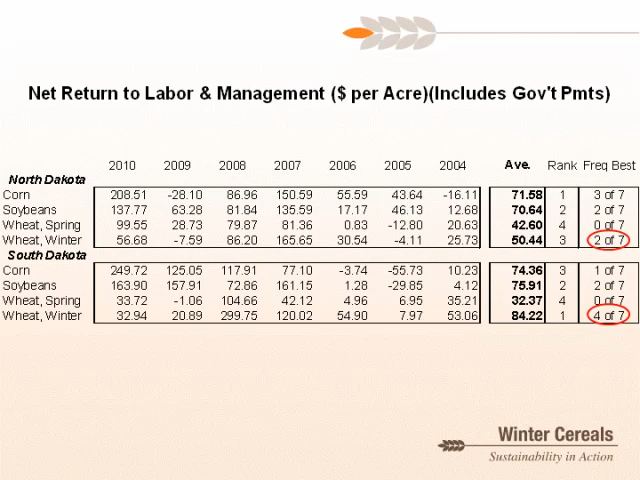 Net Return to Labor & Management ($ per Acre)(Includes Gov't Pmts)
2010 2009 2008 2007 2006 2005 2004 Ave. Rank Freq Best
North Dakota
Corn 208.51 -28.10 86.96 150.59 55.59 43.64 -16.11 71.58 1 3 of 7
Soybeans 137.77 63.28 81.84 135.59 17.17 46.13 12.68 70.64 2 2 of 7
Wheat, Spring 99.55 28.73 79.87 81.36 0.83 -12.80 20.63 42.60 4 0 of 7
Wheat, Winter 56.68 -7.59 86.20 165.65 30.54 -4.11 25.73 50.44 3 2 of 7
South Dakota
Corn 249.72 125.05 117.91 77.10 -3.74 -55.73 10.23 74.36 3 1 of 7
Soybeans 163.90 157.91 72.86 161.15 1.28 -29.85 4.12 75.91 2 2 of 7
Wheat, Spring 33.72 -1.06 104.66 42.12 4.96 6.95 35.21 32.37 4 0 of 7
Wheat, Winter 32.94 20.89 299.75 120.02 54.90 7.97 53.06 84.22 1 4 of 7
Winter Cereals
Sustainability in Action